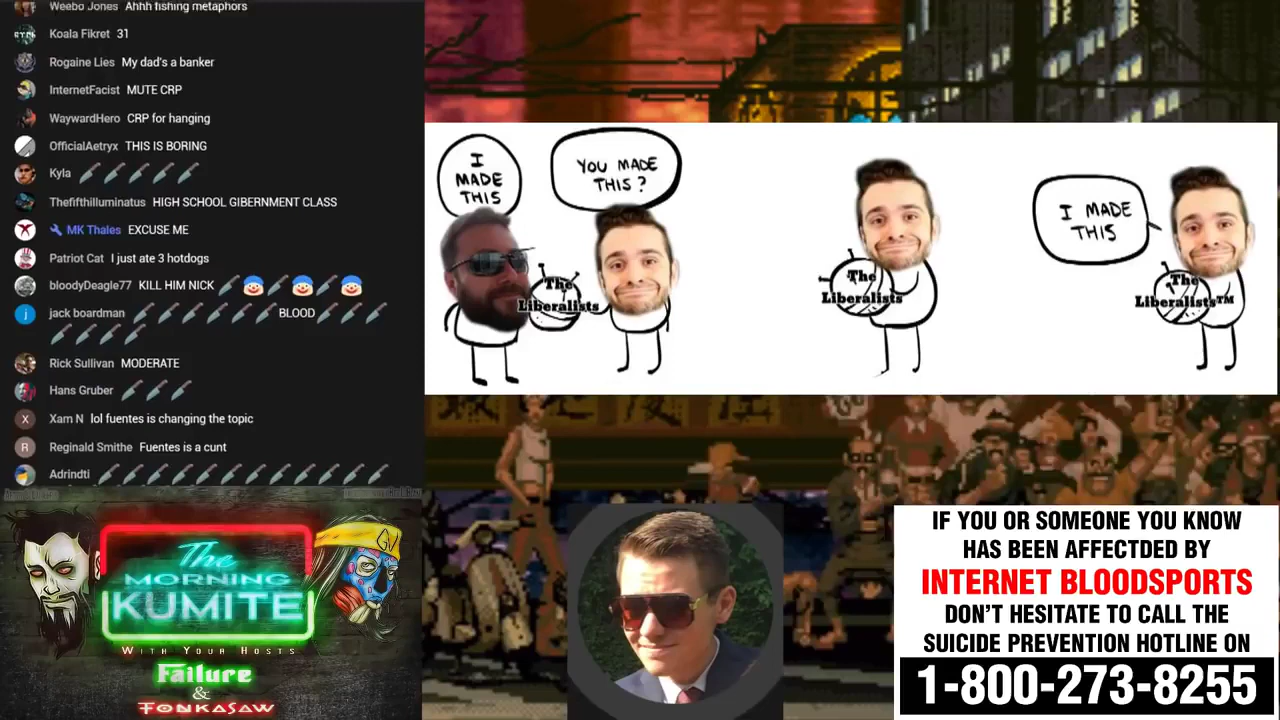 Weebo Jones Ahhh fishing metaphors
Koala Fikret 31
Rogaine Lies My dad's a banker
InternetFacist MUTE CRP
WaywardHero CRP for hanging
OfficialAetryx THIS IS BORING
Kyla
Thefifthilluminatus HIGH SCHOOL GIBERNMENT CLASS
MK Thales EXCUSE ME
Patriot Cat I just ate 3 hotdogs
bloodyDeagle77 KILL HIM NICK
jack boardman BLOOD
Rick Sullivan MODERATE
Hans Gruber
Xam N lol fuentes is changing the topic
Reginald Smithe Fuentes is a cunt
Adrindti
I
MADE
THIS
YOU MADE
THIS?
The
Liberalists
The
Liberalists
I MADE
THIS
The
Liberalists™
The
MORNING
KUMITE
WITH YOUR HOSTS
Failure
&
TONKASAW
IF YOU OR SOMEONE YOU KNOW
HAS BEEN AFFECTDED BY
INTERNET BLOODSPORTS
DON'T HESITATE TO CALL THE
SUICIDE PREVENTION HOTLINE ON
1-800-273-8255